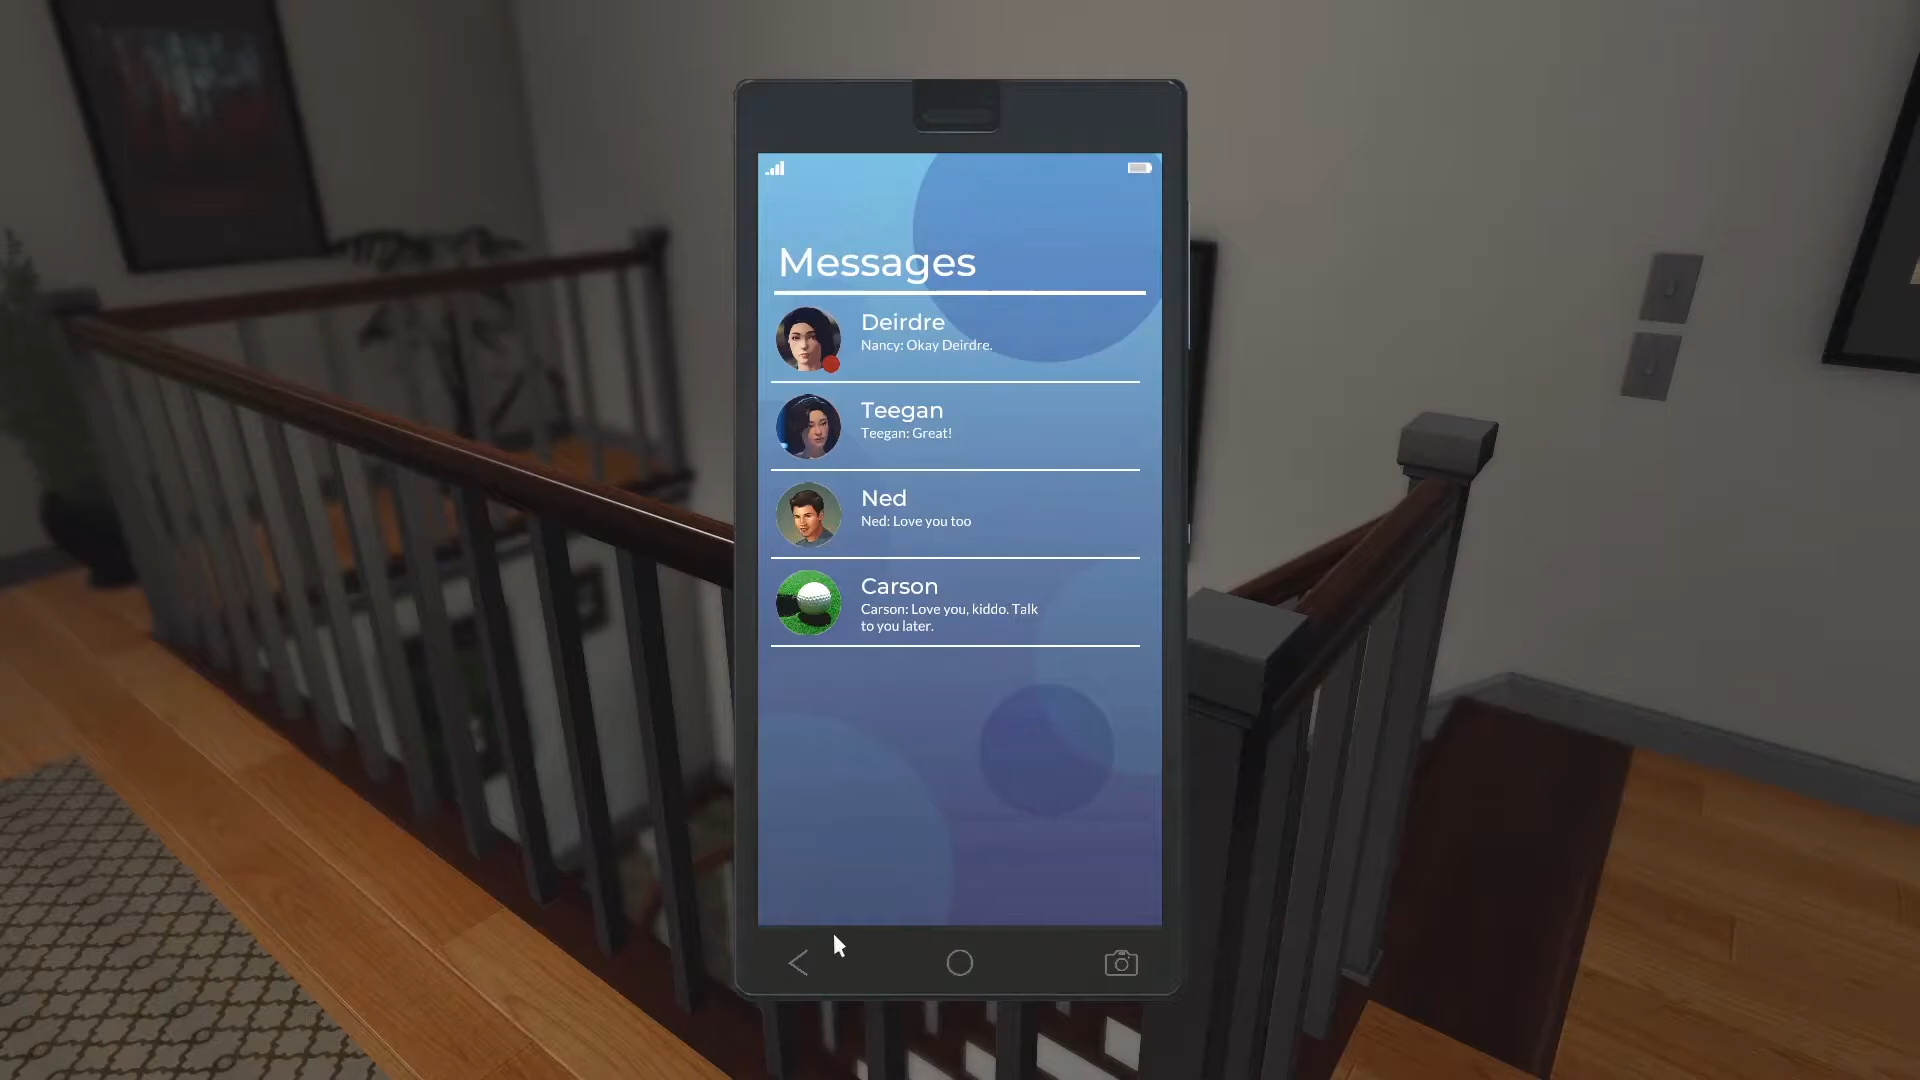 Messages
Deirdre
Nancy: Okay Deirdre.
Teegan
Teegan: Great!
Ned
Ned: Love you too
Carson
Carson: Love you, kiddo. Talk
to you later.